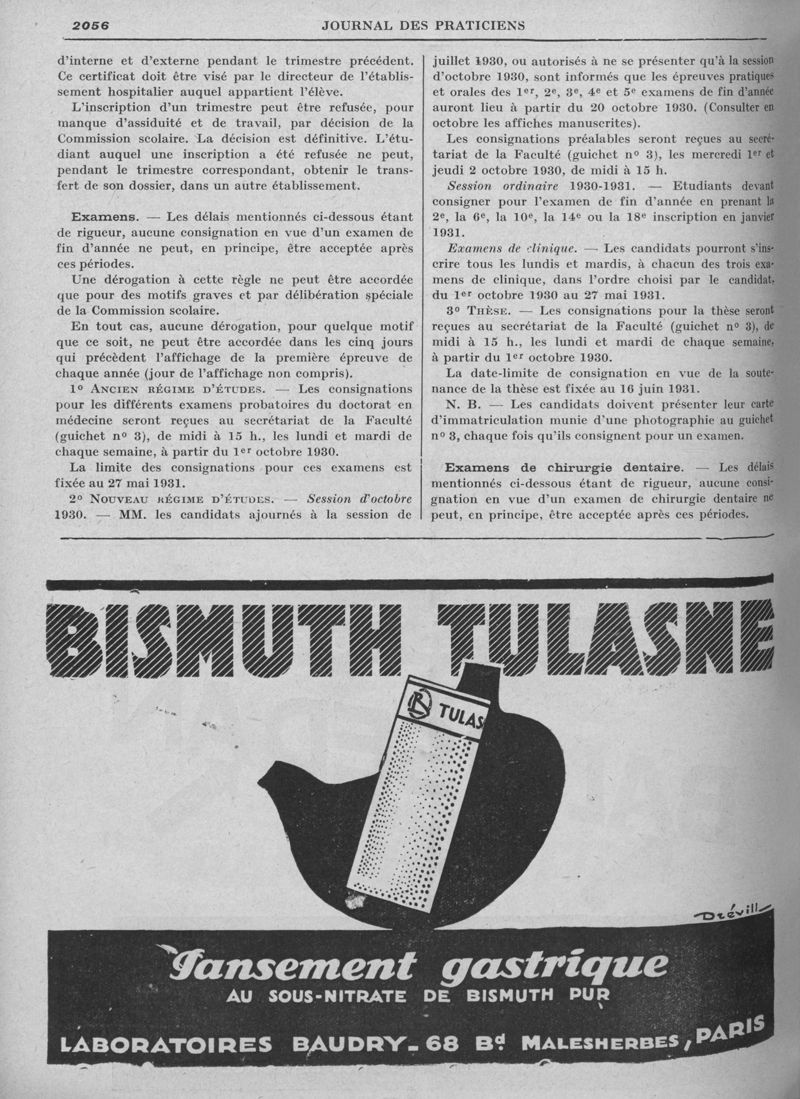 2056
JOURNAL DES PRATICIENS
d'interne et d'externe pendant le trimestre précédent.
Ce certificat doit être visé par le directeur de l'établis-
sement hospitalier auquel appartient l'élève.
L'inscription d'un trimestre peut être refusée, pour
manque d'assiduité et de travail, par décision de la
Commission scolaire. La décision est définitive. L'étu-
diant auquel une inscription a été refusée ne peut,
pendant le trimestre correspondant, obtenir le trans-
fert de son dossier, dans un autre établissement.
Examens. — Les délais mentionnés ci-dessous étant
de rigueur, aucune consignation en vue d'un examen de
fin d'année ne peut, en principe, être acceptée après
ces périodes.
Une dérogation à cette règle ne peut être accordée
que pour des motifs graves et par délibération spéciale
de la Commission scolaire.
En tout cas, aucune dérogation, pour quelque motif
que ce soit, ne peut être accordée dans les cinq jours
qui précèdent l'affichage de la première épreuve de
chaque année (jour de l'affichage non compris).
1º ANCIEN RÉGIME D'ÉTUDES. — Les consignations
pour les différents examens probatoires du doctorat en
médecine seront reçues au secrétariat de la Faculté
(guichet nº 3), de midi à 15 h., les lundi et mardi de
chaque semaine, à partir du 1er octobre 1930.
La limite des consignations pour ces examens est
fixée au 27 mai 1931.
2º NOUVEAU RÉGIME D'ÉTUDES. — Session d'octobre
1930. — MM. les candidats ajournés à la session de
juillet 1930, ou autorisés à ne se présenter qu'à la session
d'octobre 1930, sont informés que les épreuves pratiques
et orales des 1er, 2e, 3e, 4e et 5e examens de fin d'année
auront lieu à partir du 20 octobre 1930. (Consulter en
octobre les affiches manuscrites).
Les consignations préalables seront reçues au secré-
tariat de la Faculté (guichet nº 3), les mercredi 1er et
jeudi 2 octobre 1930, de midi à 15 h.
Session ordinaire 1930-1931. — Etudiants devant
consigner pour l'examen de fin d'année en prenant la
2e, la 6e, la 10e, la 14e ou la 18e inscription en janvier
1931.
Examens de clinique. — Les candidats pourront s'ins-
crire tous les lundis et mardis, à chacun des trois exa-
mens de clinique, dans l'ordre choisi par le candidat,
du 1er octobre 1930 au 27 mai 1931.
3º THÈSE. — Les consignations pour la thèse seront
reçues au secrétariat de la Faculté (guichet nº 3), de
midi à 15 h., les lundi et mardi de chaque semaine,
à partir du 1er octobre 1930.
La date-limite de consignation en vue de la soute-
nance de la thèse est fixée au 16 juin 1931.
N. B. — Les candidats doivent présenter leur carte
d'immatriculation munie d'une photographie au guichet
nº 3, chaque fois qu'ils consignent pour un examen.
Examens de chirurgie dentaire. — Les délais
mentionnés ci-dessous étant de rigueur, aucune consi-
gnation en vue d'un examen de chirurgie dentaire ne
peut, en principe, être acceptée après ces périodes.
BISMUTH TULASNE
TULAS
Drévill
Pansement gastrique
AU SOUS-NITRATE DE BISMUTH PUR
LABORATOIRES BAUDRY_68 Bd MALESHERBES, PARIS